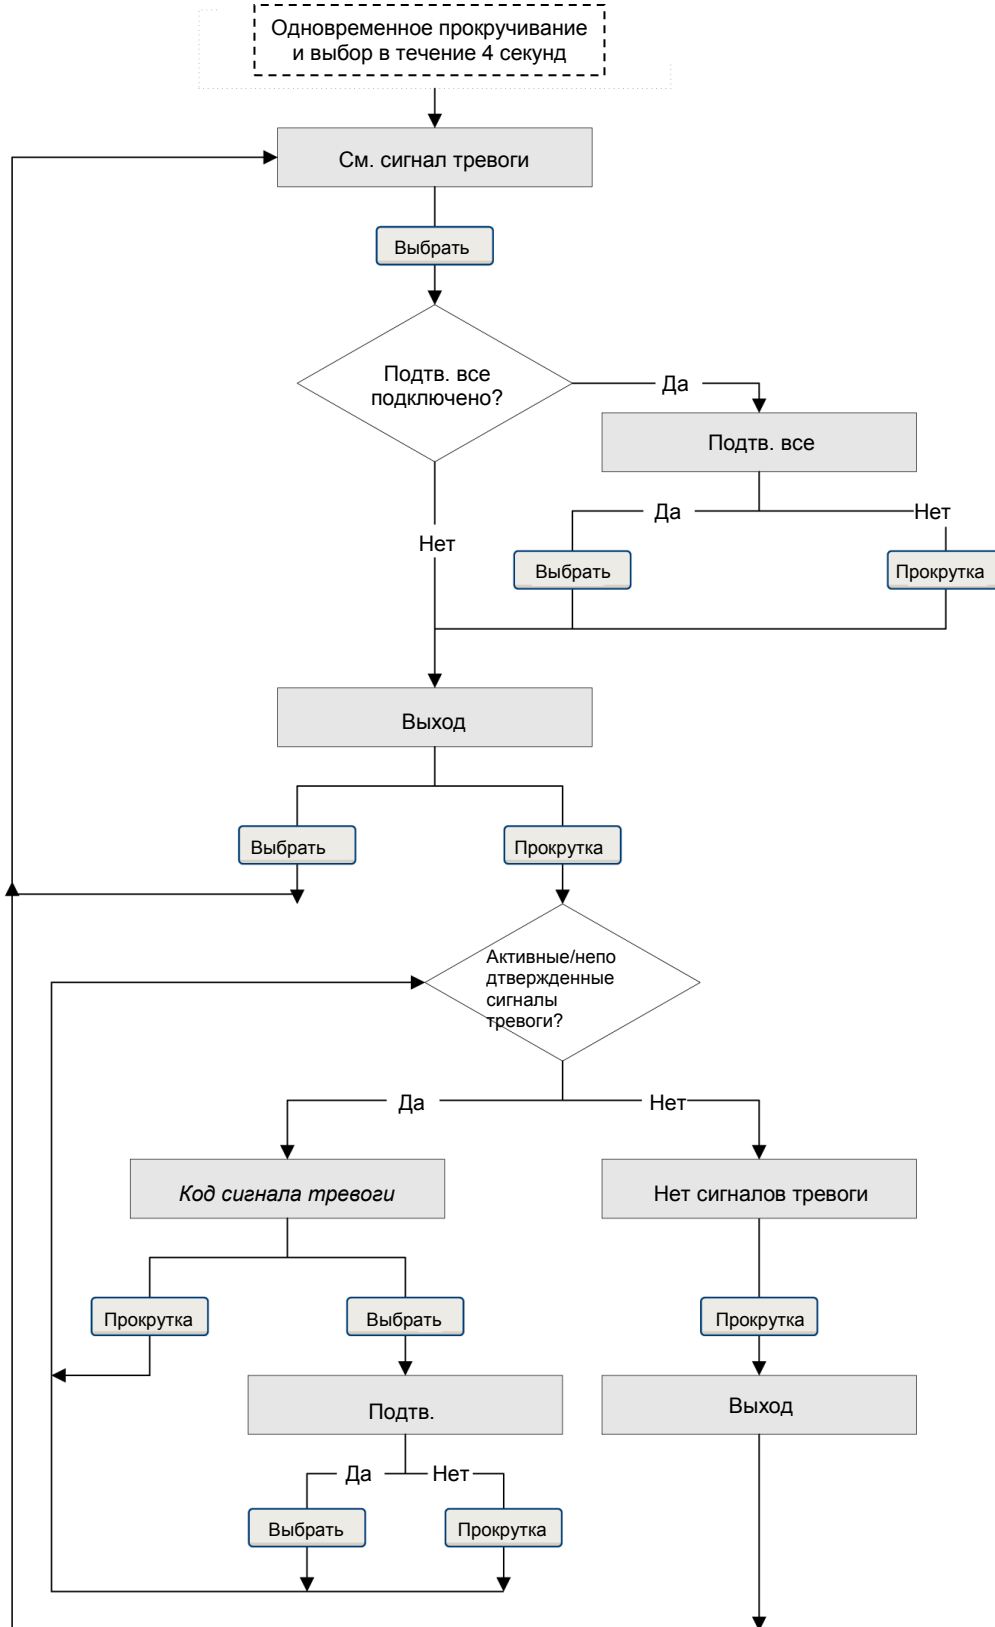 Одновременное прокручивание
и выбор в течение 4 секунд
См. сигнал тревоги
Выбрать
Подтв. все
подключено?
Да
Подтв. все
Да
Нет
Нет
Выбрать
Прокрутка
Выход
Выбрать
Прокрутка
Активные/непо
дтвержденные
сигналы
тревоги?
Да
Нет
Код сигнала тревоги
Нет сигналов тревоги
Прокрутка
Выбрать
Прокрутка
Подтв.
Выход
Да
Нет
Выбрать
Прокрутка